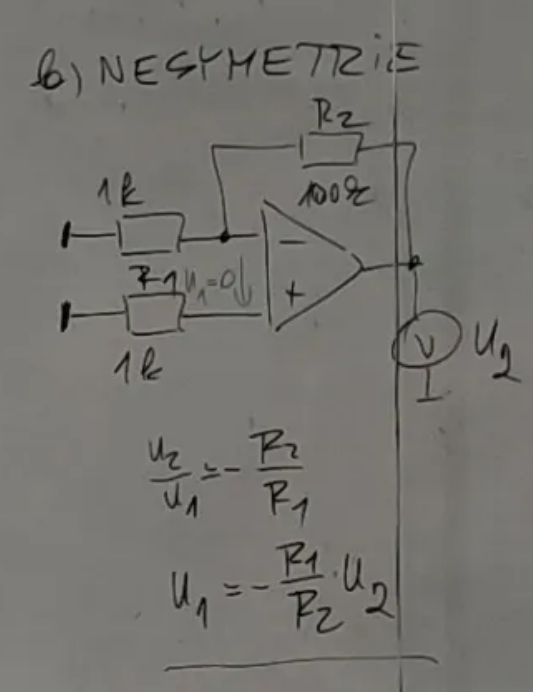 b) NESYMETRIE
R2
100k
1k
R1
U1=0
−
+
1k
V
U2
U2/U1 = - R2/R1
U1 = - R1/R2 · U2